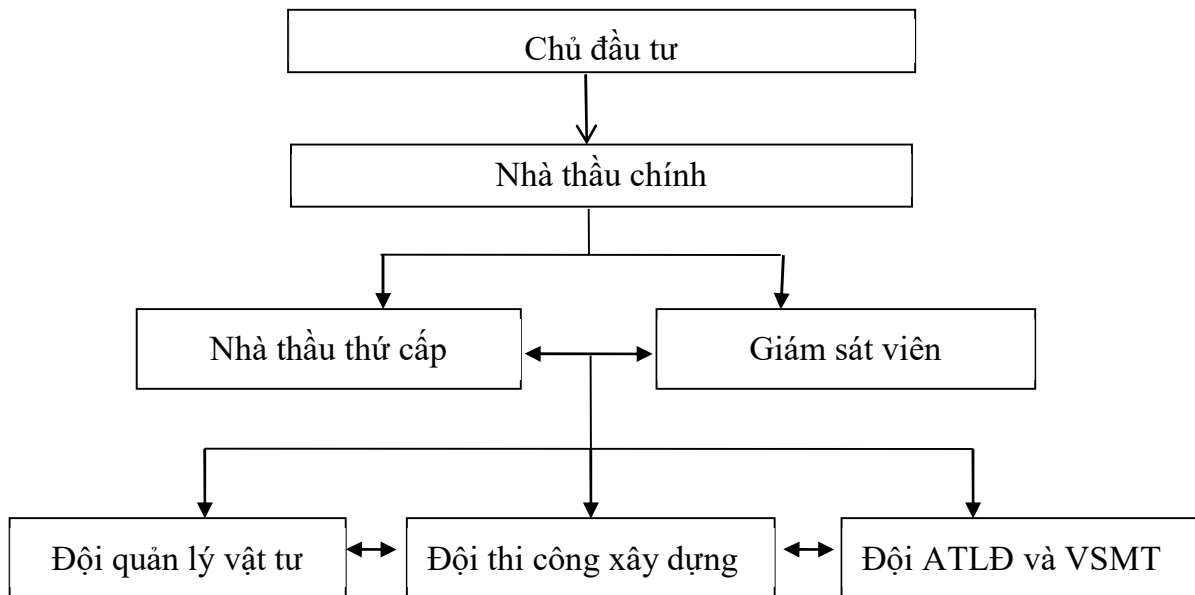 Chủ đầu tư
Nhà thầu chính
Nhà thầu thứ cấp
Giám sát viên
Đội quản lý vật tư
Đội thi công xây dựng
Đội ATLĐ và VSMT